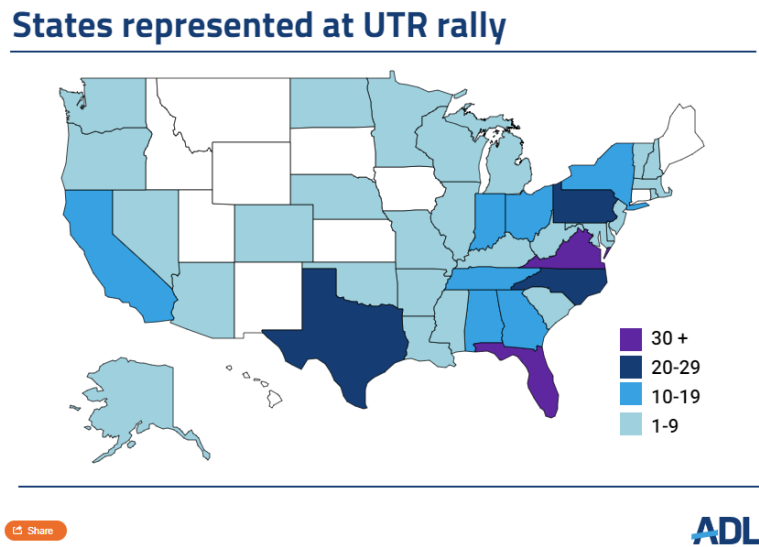 States represented at UTR rally
30 +
20-29
10-19
1-9
Share
ADL